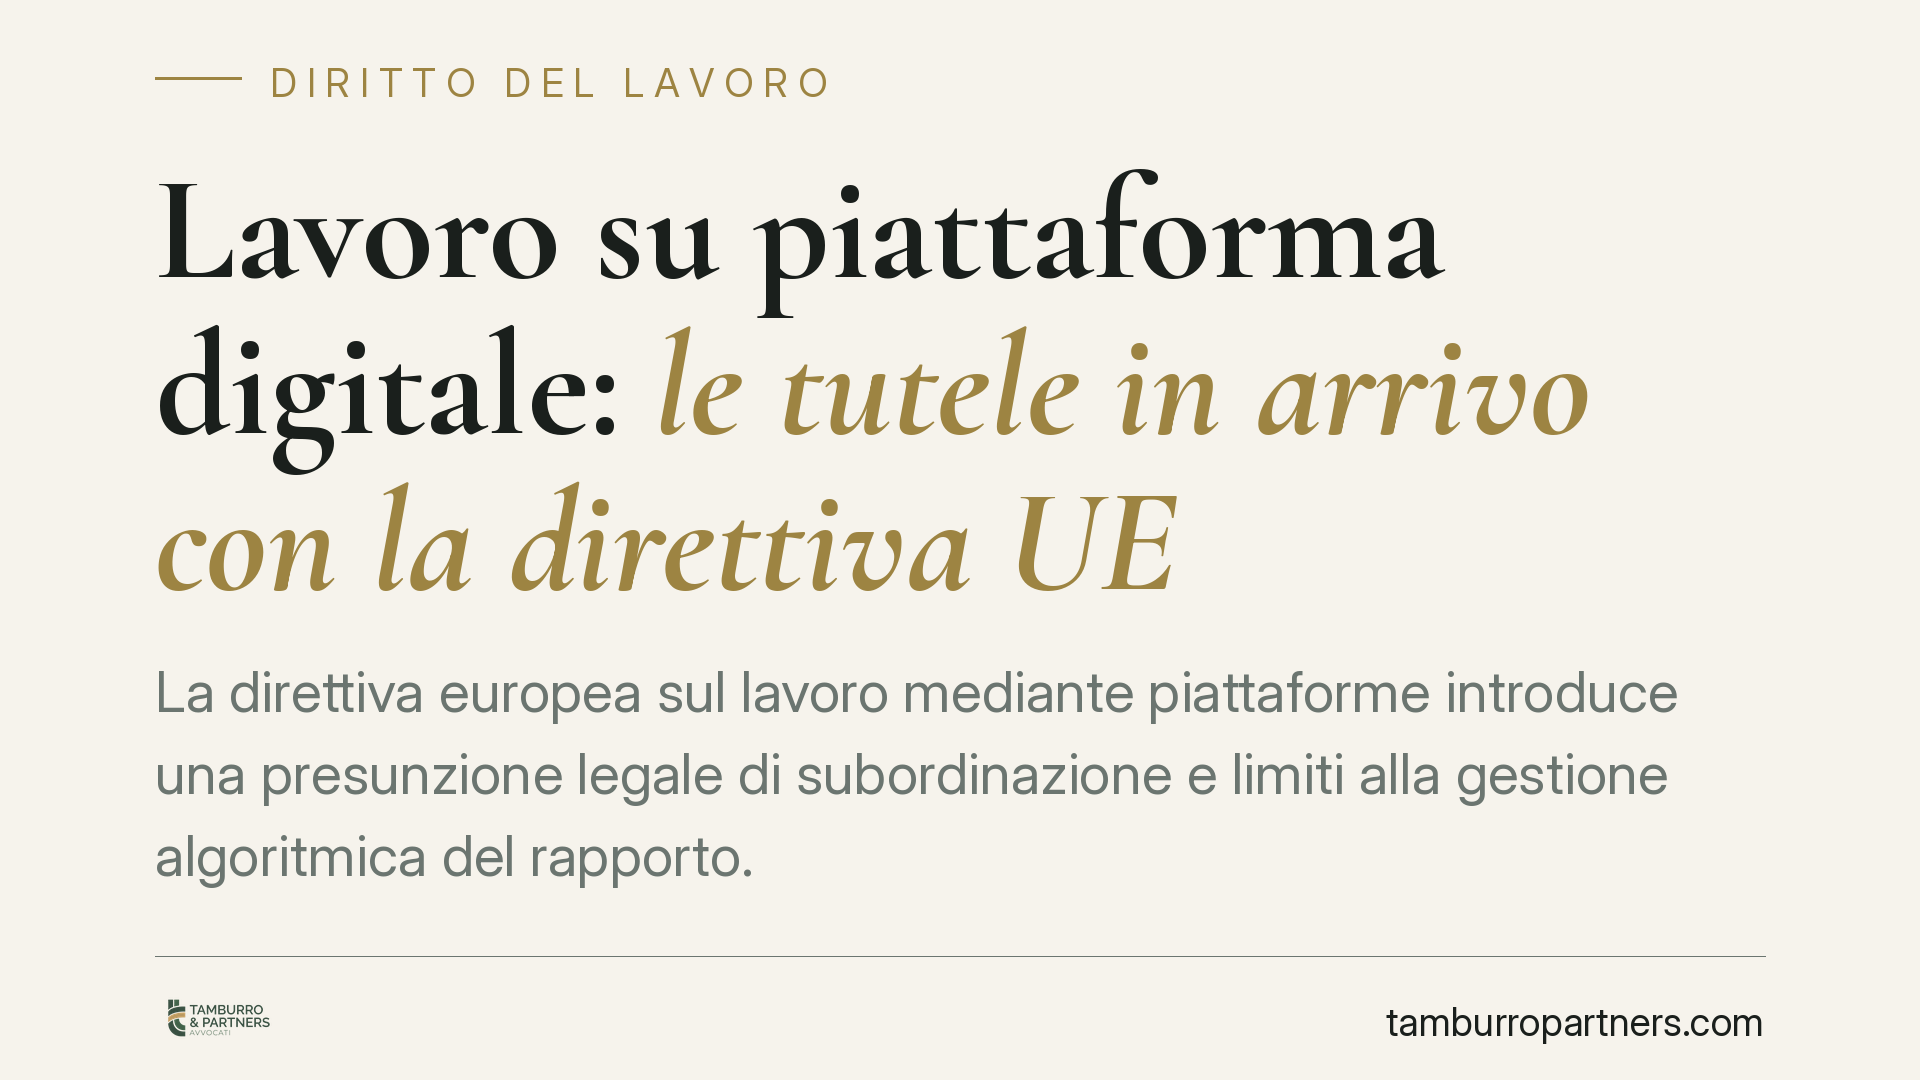 DIRITTO DEL LAVORO
Lavoro su piattaforma
digitale: le tutele in arrivo
con la direttiva UE
La direttiva europea sul lavoro mediante piattaforme introduce
una presunzione legale di subordinazione e limiti alla gestione
algoritmica del rapporto.
TAMBURRO
& PARTNERS
AVVOCATI
tamburropartners.com